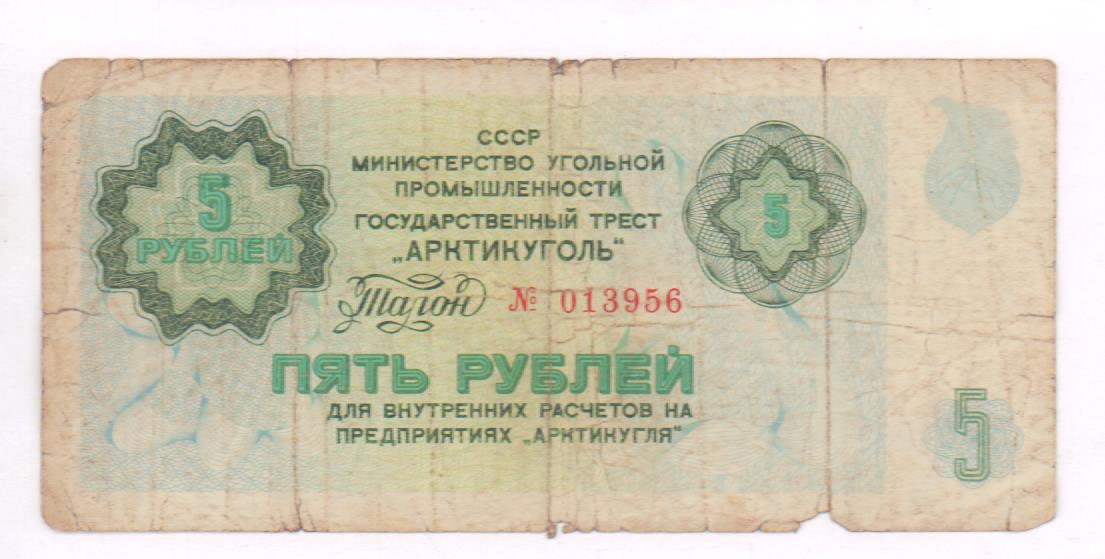 5
РУБЛЕЙ
СССР
МИНИСТЕРСТВО УГОЛЬНОЙ
ПРОМЫШЛЕННОСТИ
ГОСУДАРСТВЕННЫЙ ТРЕСТ
„АРКТИКУГОЛЬ“
Талон № 013956
5
ПЯТЬ РУБЛЕЙ
ДЛЯ ВНУТРЕННИХ РАСЧЕТОВ НА
ПРЕДПРИЯТИЯХ „АРКТИКУГЛЯ“
5